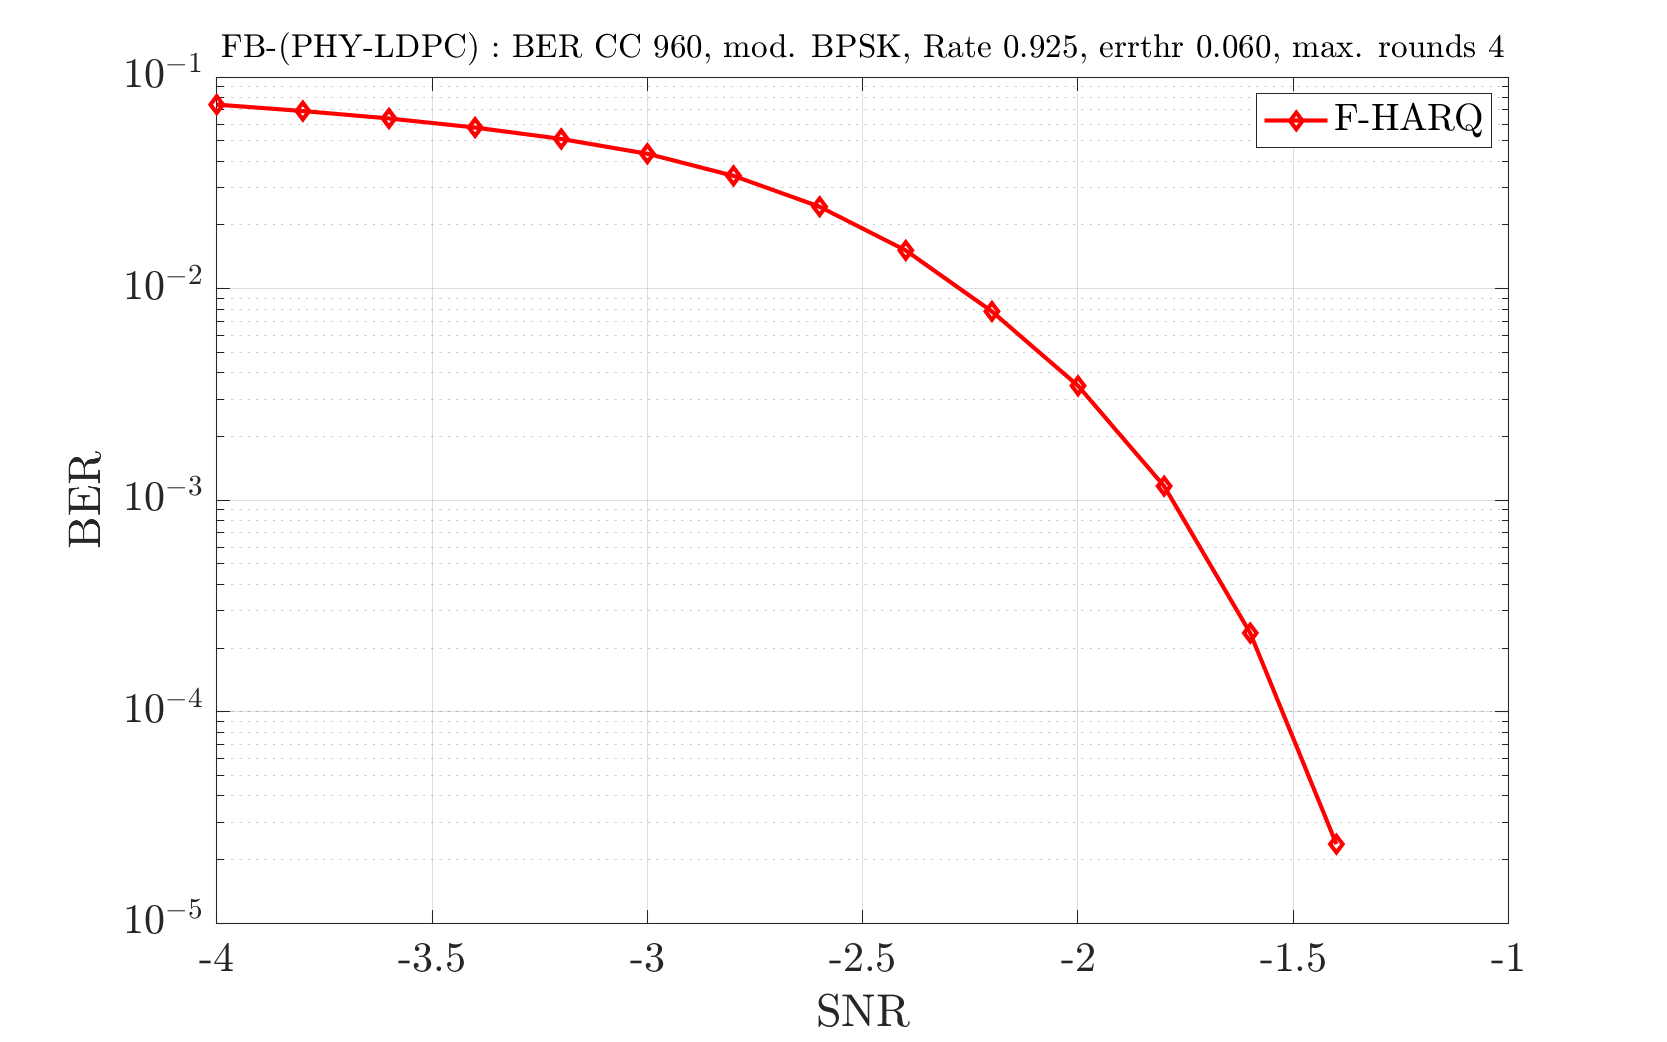 FB-(PHY-LDPC) : BER CC 960, mod. BPSK, Rate 0.925, errthr 0.060, max. rounds 4
F-HARQ
BER
10⁻¹
10⁻²
10⁻³
10⁻⁴
10⁻⁵
-4 -3.5 -3 -2.5 -2 -1.5 -1
SNR